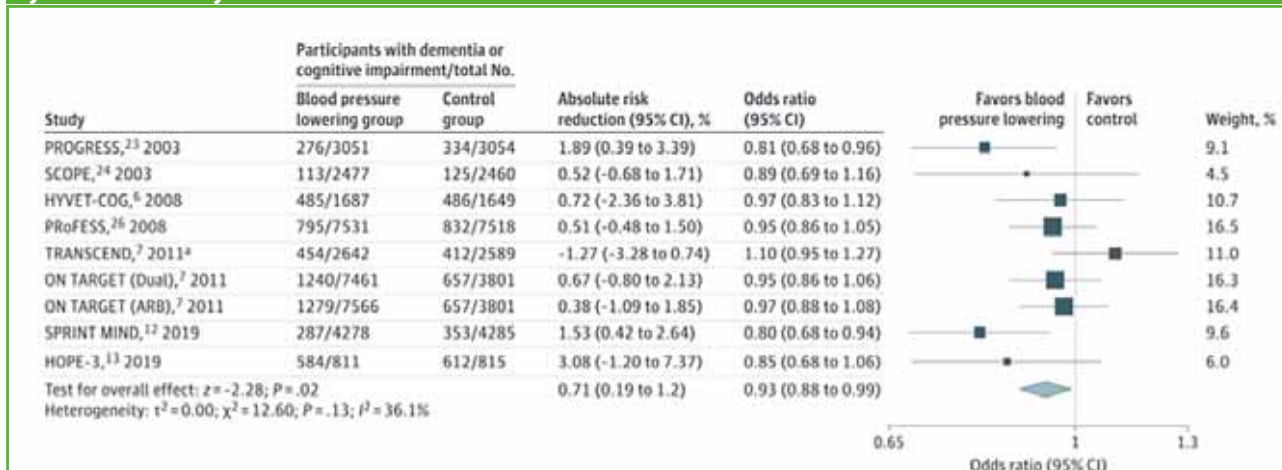 Participants with dementia or
cognitive impairment/total No.
Study Blood pressure lowering group Control group Absolute risk reduction (95% CI), % Odds ratio (95% CI) Favors blood pressure lowering Favors control Weight, %
PROGRESS,23 2003 276/3051 334/3054 1.89 (0.39 to 3.39) 0.81 (0.68 to 0.96) 9.1
SCOPE,24 2003 113/2477 125/2460 0.52 (-0.68 to 1.71) 0.89 (0.69 to 1.16) 4.5
HYVET-COG,6 2008 485/1687 486/1649 0.72 (-2.36 to 3.81) 0.97 (0.83 to 1.12) 10.7
PRoFESS,26 2008 795/7531 832/7518 0.51 (-0.48 to 1.50) 0.95 (0.86 to 1.05) 16.5
TRANSCEND,7 2011a 454/2642 412/2589 -1.27 (-3.28 to 0.74) 1.10 (0.95 to 1.27) 11.0
ON TARGET (Dual),7 2011 1240/7461 657/3801 0.67 (-0.80 to 2.13) 0.95 (0.86 to 1.06) 16.3
ON TARGET (ARB),7 2011 1279/7566 657/3801 0.38 (-1.09 to 1.85) 0.97 (0.88 to 1.08) 16.4
SPRINT MIND,12 2019 287/4278 353/4285 1.53 (0.42 to 2.64) 0.80 (0.68 to 0.94) 9.6
HOPE-3,13 2019 584/811 612/815 3.08 (-1.20 to 7.37) 0.85 (0.68 to 1.06) 6.0
Test for overall effect: z = -2.28; P = .02 0.71 (0.19 to 1.2) 0.93 (0.88 to 0.99)
Heterogeneity: τ2 = 0.00; χ2 = 12.60; P = .13; I2 = 36.1%
0.65 1 1.3
Odds ratio (95% CI)